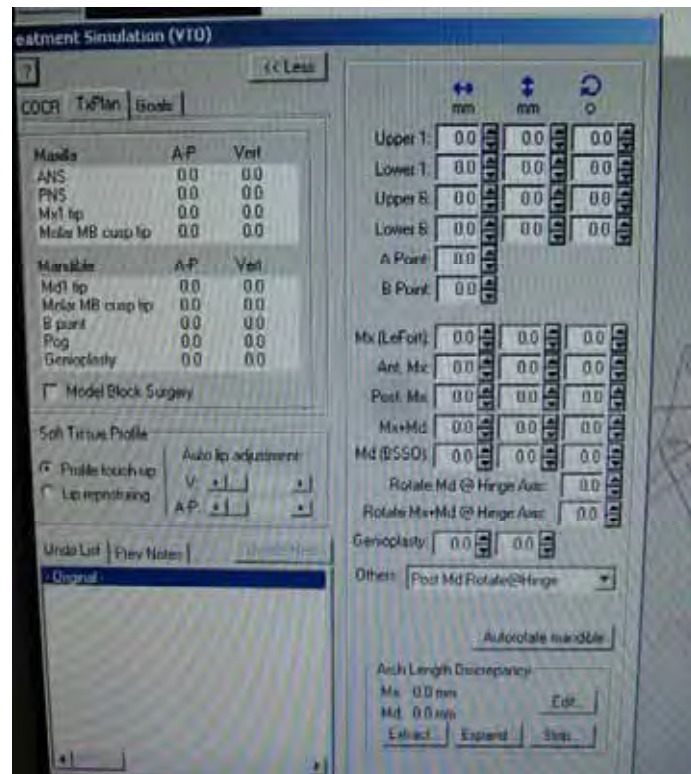 eatment Simulation (VTO)
?
<< Less
COCR TxPlan Goals
Maxilla A-P Vert
ANS 0.0 0.0
PNS 0.0 0.0
Mx1 tip 0.0 0.0
Molar MB cusp tip 0.0 0.0
Mandible A-P Vert
Md1 tip 0.0 0.0
Molar MB cusp tip 0.0 0.0
B point 0.0 0.0
Pog 0.0 0.0
Genioplasty 0.0 0.0
Model Block Surgery
Soft Tissue Profile
Profile touch-up
Lip repositioning
Auto lip adjustment
V:
A-P:
Undo List Prev Notes
Original
mm mm o
Upper 1: 0.0 0.0 0.0
Lower 1: 0.0 0.0 0.0
Upper 6: 0.0 0.0 0.0
Lower 6: 0.0 0.0 0.0
A Point: 0.0
B Point: 0.0
Mx (LeFort): 0.0 0.0 0.0
Ant. Mx: 0.0 0.0 0.0
Post. Mx: 0.0 0.0 0.0
Mx+Md: 0.0 0.0 0.0
Md (BSSO): 0.0 0.0 0.0
Rotate Md @ Hinge Axis: 0.0
Rotate Mx+Md @ Hinge Axis: 0.0
Genioplasty: 0.0 0.0
Others: Post Md Rotate@Hinge
Autorotate mandible
Arch Length Discrepancy
Mx: 0.0 mm
Md: 0.0 mm
Edit...
Extract... Expand... Strip...